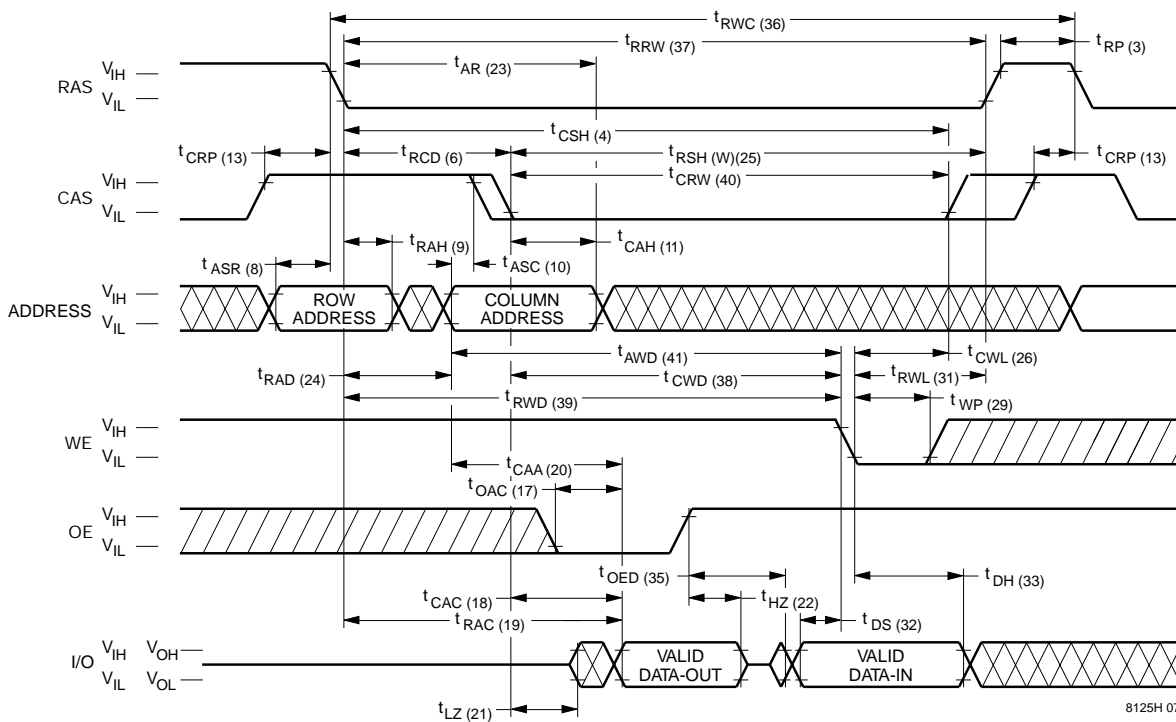 tRWC (36)
tRRW (37)
tRP (3)
tAR (23)
RAS
VIH
VIL
tCSH (4)
tCRP (13)
tRCD (6)
tRSH (W)(25)
tCRP (13)
tCRW (40)
CAS
VIH
VIL
tRAH (9)
tCAH (11)
tASR (8)
tASC (10)
ADDRESS
VIH
VIL
ROW
ADDRESS
COLUMN
ADDRESS
tAWD (41)
tCWL (26)
tRAD (24)
tCWD (38)
tRWL (31)
tRWD (39)
tWP (29)
WE
VIH
VIL
tCAA (20)
tOAC (17)
OE
VIH
VIL
tOED (35)
tDH (33)
tCAC (18)
tHZ (22)
tRAC (19)
tDS (32)
I/O
VIH VOH
VIL VOL
VALID
DATA-OUT
VALID
DATA-IN
tLZ (21)
8125H 07